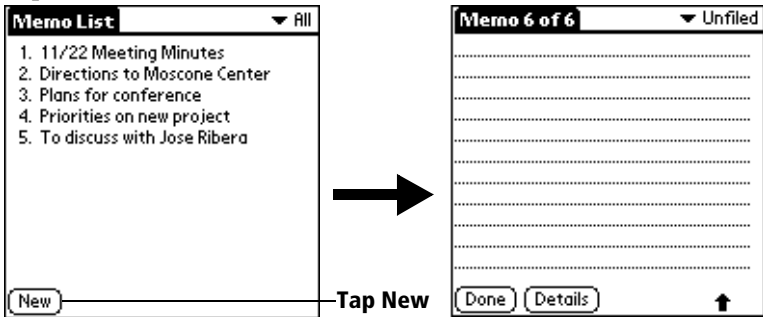 Memo List
All
1. 11/22 Meeting Minutes
2. Directions to Moscone Center
3. Plans for conference
4. Priorities on new project
5. To discuss with Jose Ribera
New
Tap New
Memo 6 of 6
Unfiled
Done
Details